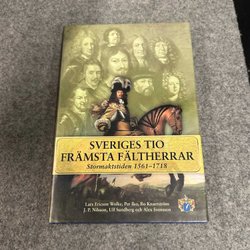 SVERIGES TIO
FRÄMSTA FÄLTHERRAR
Stormaktstiden 1561–1718
Lars Ericson Wolke, Per Iko, Bo Knarrström
J. P. Nilsson, Ulf Sundberg och Alex Svensson